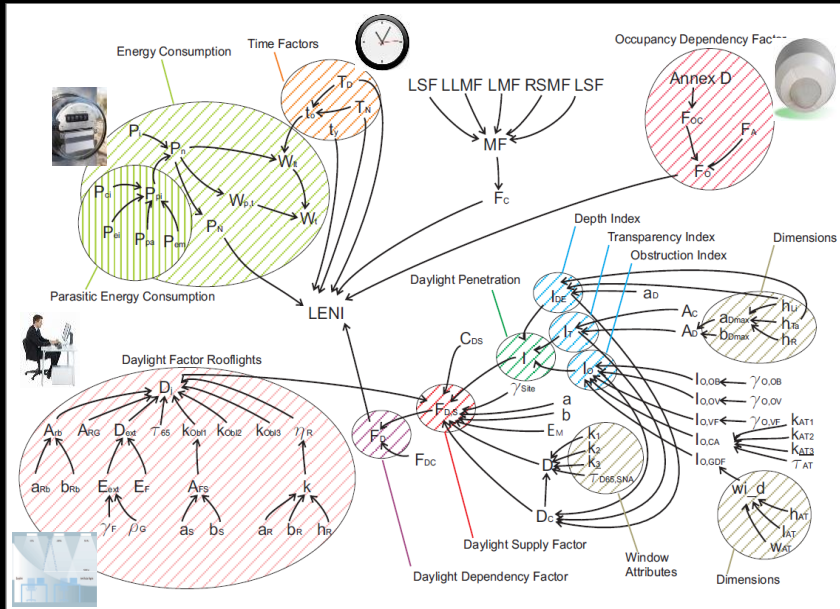 Energy Consumption
Time Factors
Occupancy Dependency Factor
TD
TN
tD
ty
LSF LLMF LMF RSMF LSF
MF
FC
Annex D
FOC
FA
FO
Pi
Pn
Wlt
Pci
Ppi
Wp,t
Wt
Pei
Ppa
Pem
PN
Parasitic Energy Consumption
LENI
Depth Index
Transparency Index
Obstruction Index
Dimensions
Daylight Penetration
IDE
aD
hLi
AC
aDmax
hTa
IT
AD
bDmax
hR
I
IO
CDS
γSite
Daylight Factor Rooflights
Dj
FD,S
a
b
EM
FD
FDC
IO,OB
γO,OB
IO,OV
γO,OV
IO,VF
γO,VF
IO,CA
kAT1
kAT2
kAT3
τAT
IO,GDF
Arb
ARG
Dext
τ65
kObl1
kObl2
kObl3
ηR
D
k1
k2
k3
τD65,SNA
DC
aRb
bRb
Eext
EF
AFS
k
γF
ρG
aS
bS
aR
bR
hR
wi_d
hAT
lAT
wAT
Daylight Supply Factor
Window
Attributes
Daylight Dependency Factor
Dimensions